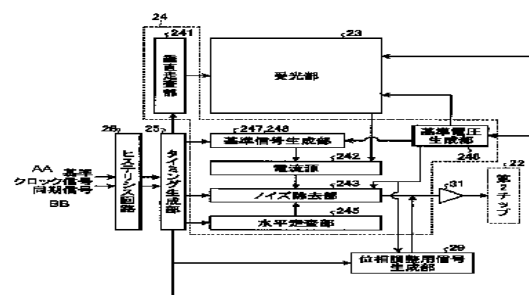 24
241
垂直走査部
23
受光部
26
ヒステリシス回路
25
タイミング生成部
AA
基準
クロック信号
同期信号
BB
247,248
基準信号生成部
基準電圧
生成部
246
242
電流源
243
ノイズ除去部
245
水平走査部
31
22
第2チップ
29
位相調整用信号
生成部